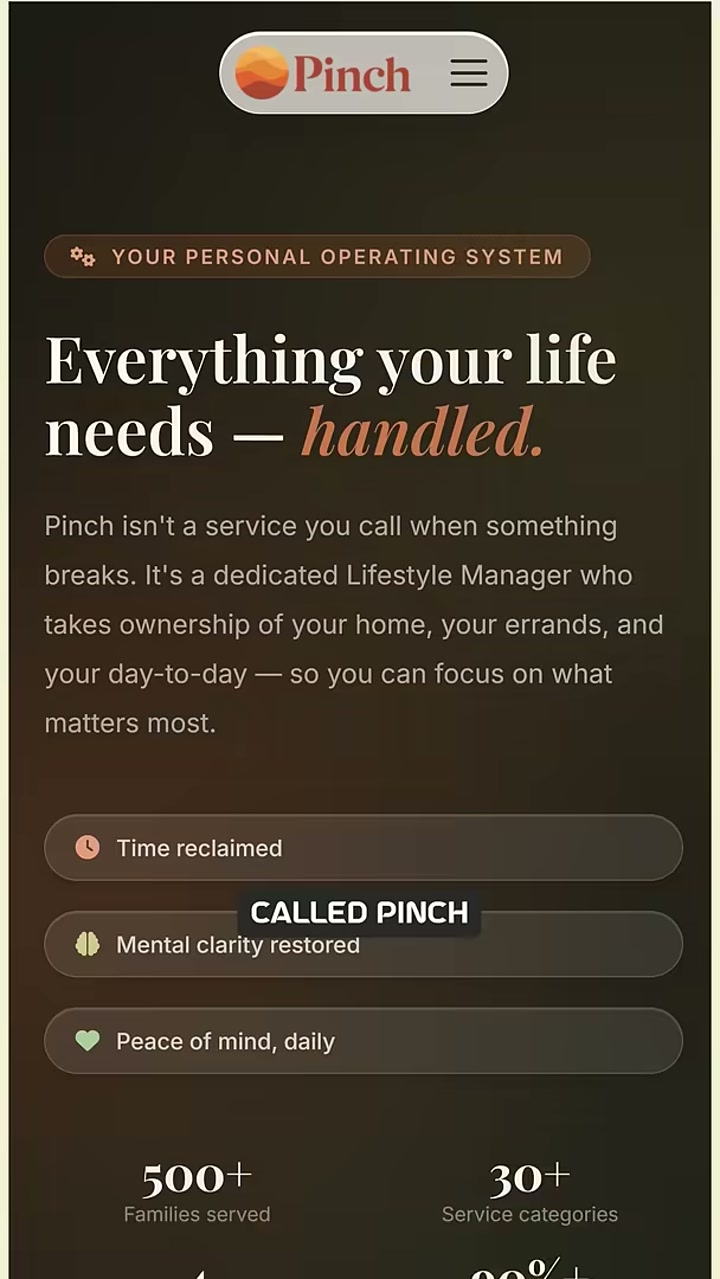 Pinch
YOUR PERSONAL OPERATING SYSTEM
Everything your life
needs — handled.
Pinch isn't a service you call when something
breaks. It's a dedicated Lifestyle Manager who
takes ownership of your home, your errands, and
your day-to-day — so you can focus on what
matters most.
Time reclaimed
CALLED PINCH
Mental clarity restored
Peace of mind, daily
500+ 30+
Families served Service categories